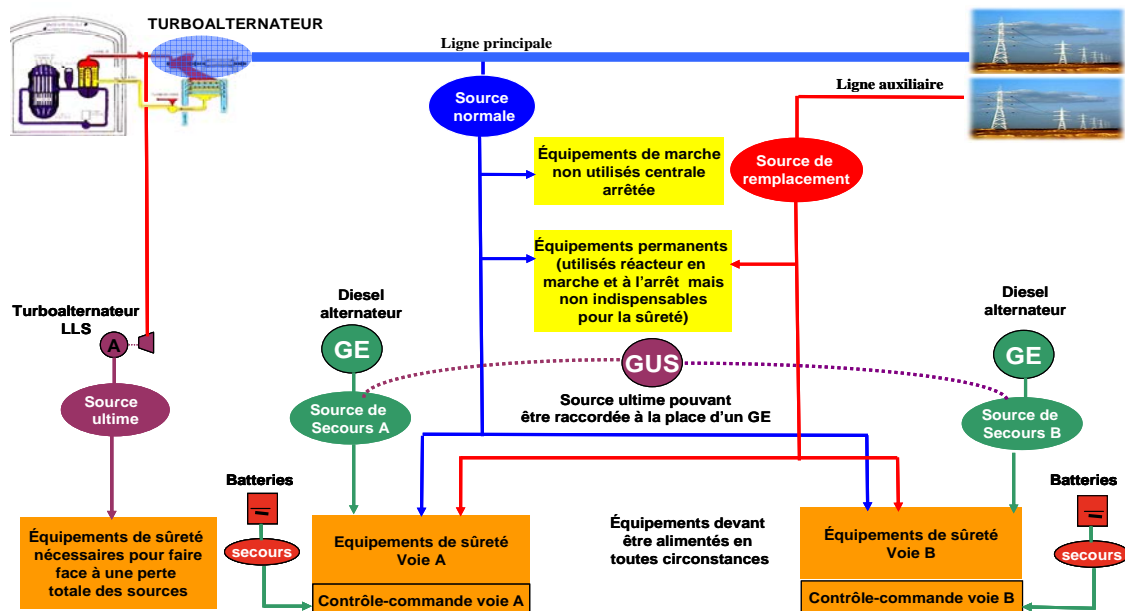 TURBOALTERNATEUR
Ligne principale
Ligne auxiliaire
Source
normale
Source de
remplacement
Équipements de marche
non utilisés centrale
arrêtée
Équipements permanents
(utilisés réacteur en
marche et à l'arrêt mais
non indispensables
pour la sûreté)
Turboalternateur
LLS
A
Source
ultime
Diesel
alternateur
GE
Source de
Secours A
GUS
Source ultime pouvant
être raccordée à la place d'un GE
Diesel
alternateur
GE
Source de
Secours B
Batteries
secours
Batteries
secours
Équipements de sûreté
nécessaires pour faire
face à une perte
totale des sources
Equipements de sûreté
Voie A
Contrôle-commande voie A
Équipements devant
être alimentés en
toutes circonstances
Équipements de sûreté
Voie B
Contrôle-commande voie B